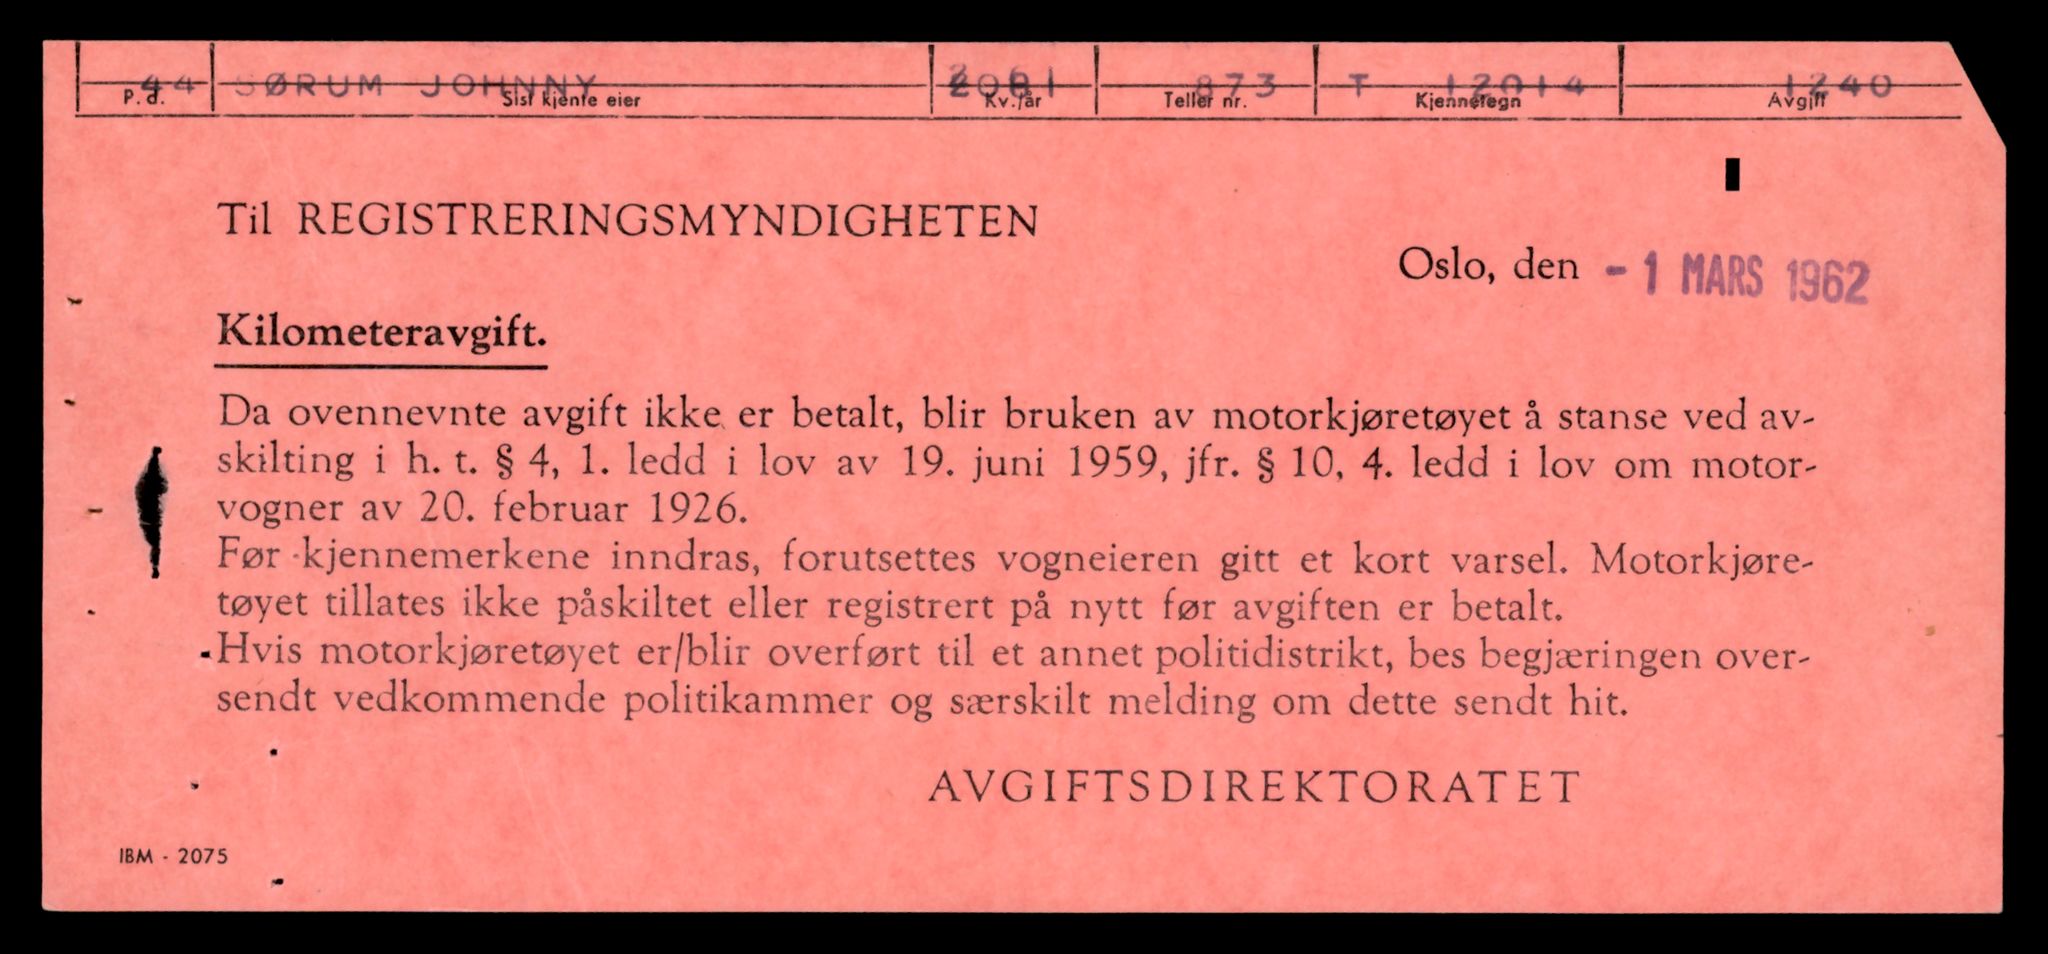 44 SØRUM JOHNNY 873 T 12014 1240
P. d. Sist kjente eier Kv./år Teller nr. Kjennetegn Avgift
Til REGISTRERINGSMYNDIGHETEN
Oslo, den - 1 MARS 1962
Kilometeravgift.
Da ovennevnte avgift ikke er betalt, blir bruken av motorkjøretøyet å stanse ved av-
skilting i h. t. § 4, 1. ledd i lov av 19. juni 1959, jfr. § 10, 4. ledd i lov om motor-
vogner av 20. februar 1926.
Før kjennemerkene inndras, forutsettes vogneieren gitt et kort varsel. Motorkjøre-
tøyet tillates ikke påskiltet eller registrert på nytt før avgiften er betalt.
Hvis motorkjøretøyet er/blir overført til et annet politidistrikt, bes begjæringen over-
sendt vedkommende politikammer og særskilt melding om dette sendt hit.
AVGIFTSDIREKTORATET
IBM - 2075